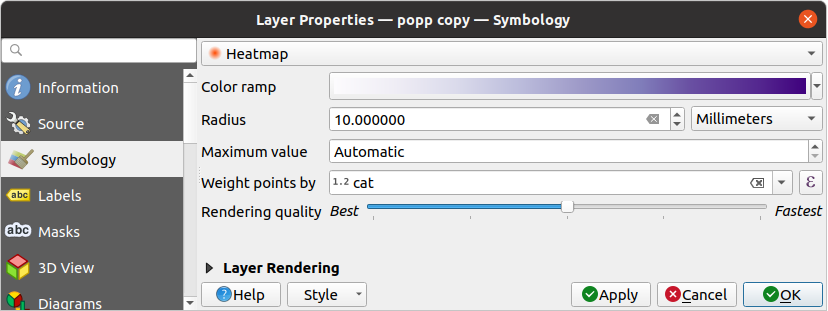 Layer Properties — popp copy — Symbology
Heatmap
Information
Source
Symbology
Labels
Masks
3D View
Diagrams
abc
abc
Color ramp
Radius 10.000000 Millimeters
Maximum value Automatic
Weight points by 1.2 cat ε
Rendering quality Best Fastest
Layer Rendering
Help Style Apply Cancel OK